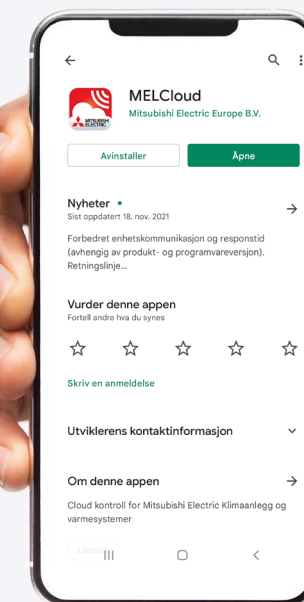 MITSUBISHI
ELECTRIC
MELCloud
Mitsubishi Electric Europe B.V.
Avinstaller
Åpne
Nyheter •
Sist oppdatert 18. nov. 2021
Forbedret enhetskommunikasjon og responstid
(avhengig av produkt- og programvareversjon).
Retningslinje...
Vurder denne appen
Fortell andre hva du synes
Skriv en anmeldelse
Utviklerens kontaktinformasjon
Om denne appen
Cloud kontroll for Mitsubishi Electric Klimaanlegg og
varmesystemer